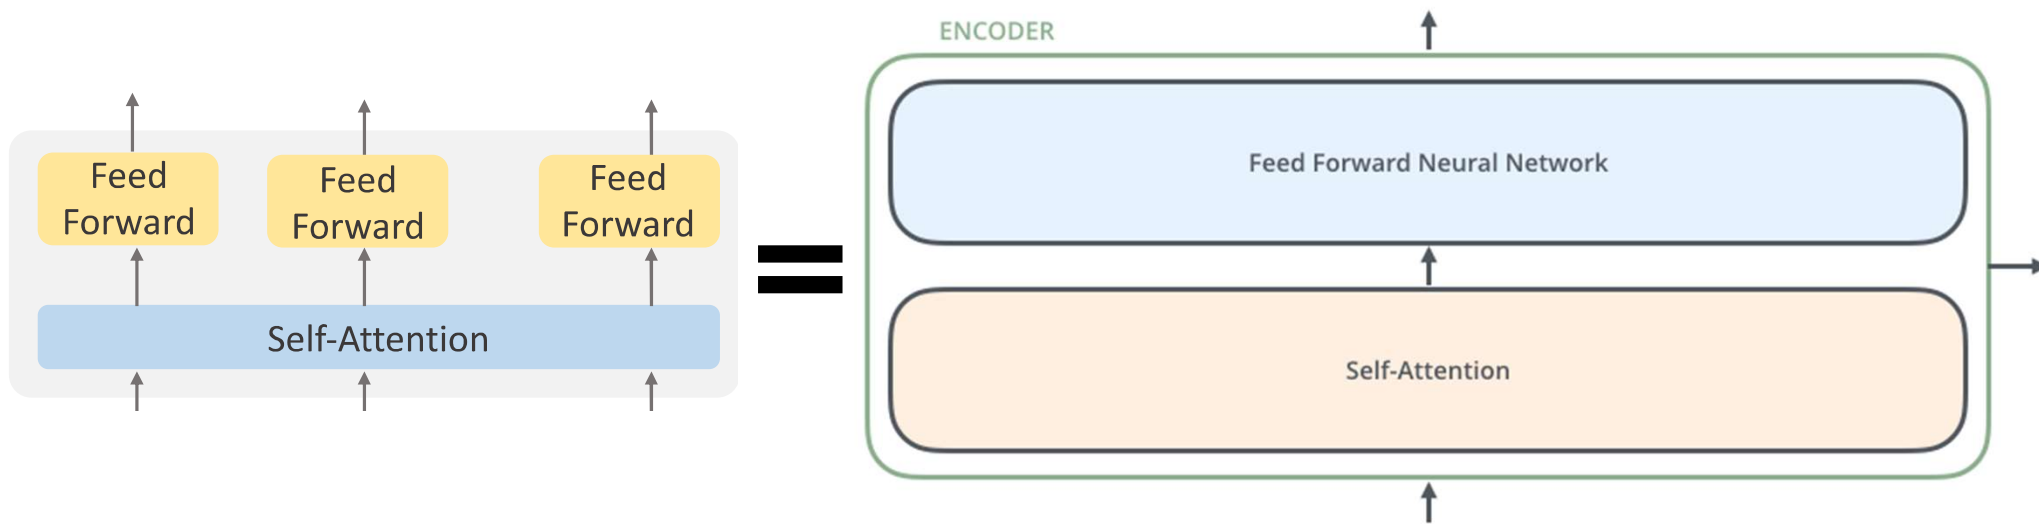 Feed
Forward
Feed
Forward
Feed
Forward
Self-Attention
=
ENCODER
Feed Forward Neural Network
Self-Attention